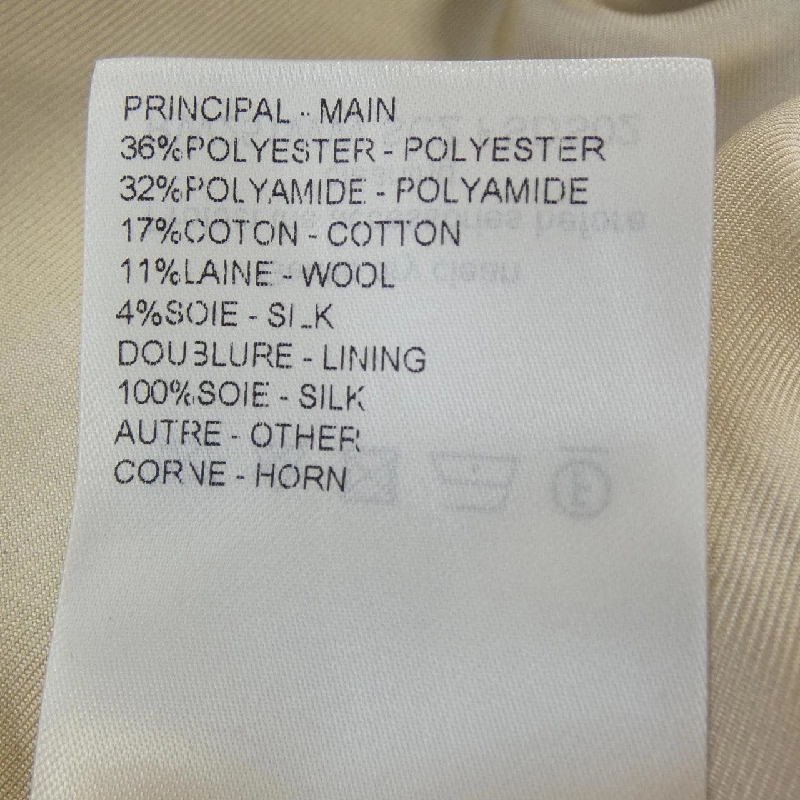 PRINCIPAL - MAIN
36%POLYESTER - POLYESTER
32%POLYAMIDE - POLYAMIDE
17%COTON - COTTON
11%LAINE - WOOL
4%SOIE - SILK
DOUBLURE - LINING
100%SOIE - SILK
AUTRE - OTHER
CORNE - HORN